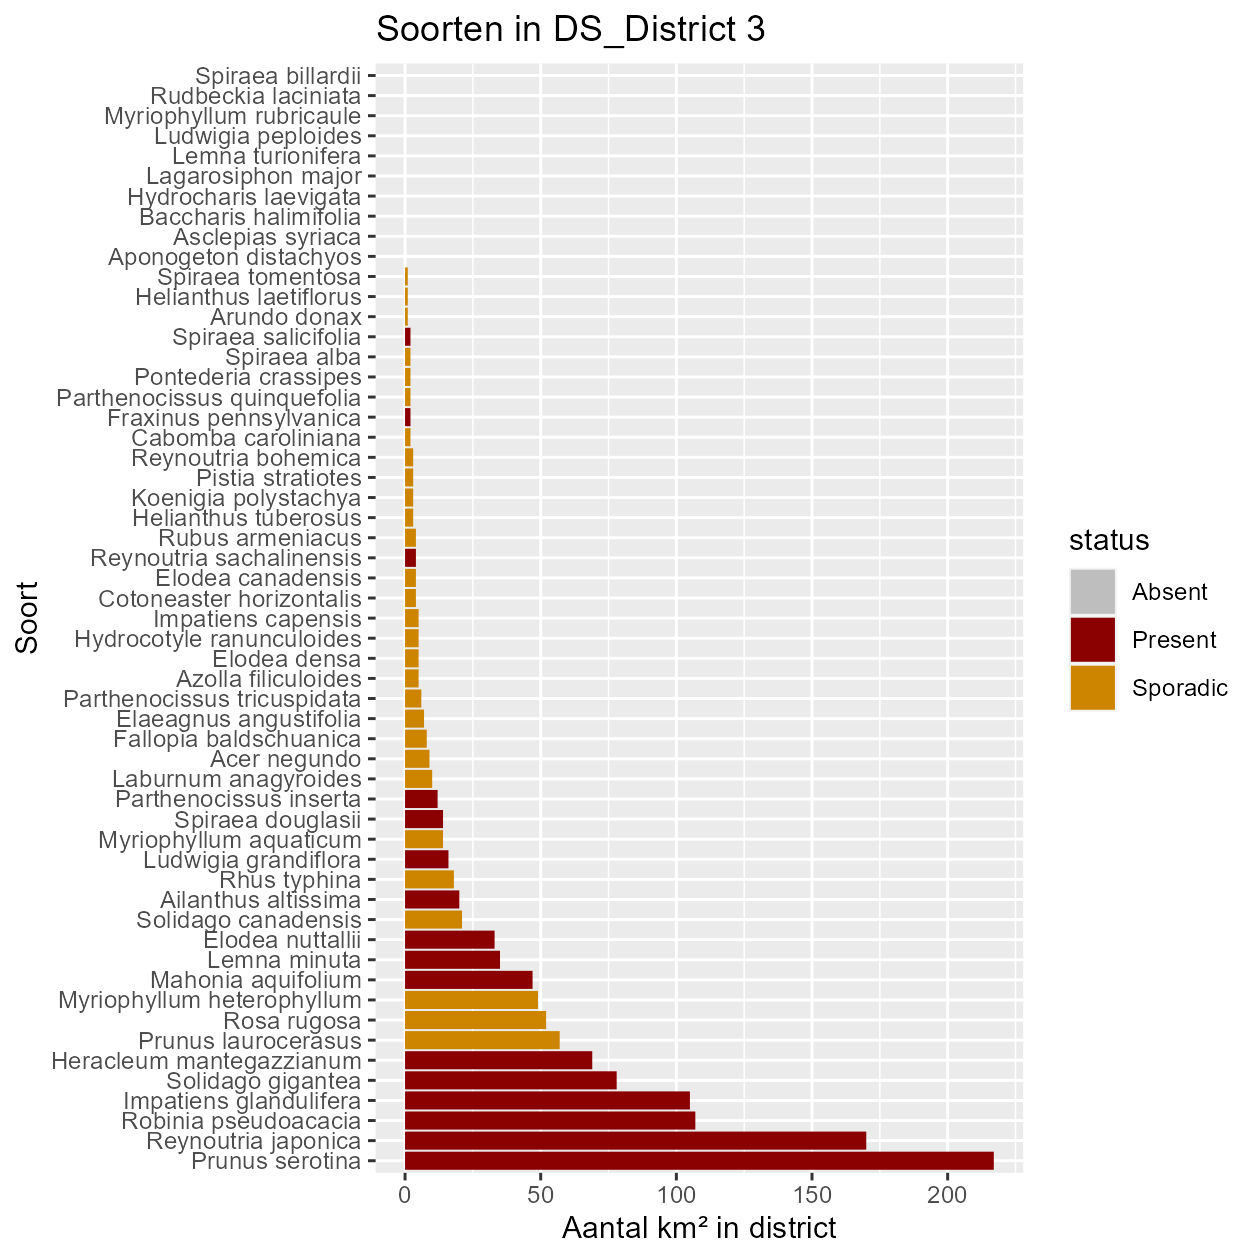 Soorten in DS_District 3
Spiraea billardii
Rudbeckia laciniata
Myriophyllum rubricaule
Ludwigia peploides
Lemna turionifera
Lagarosiphon major
Hydrocharis laevigata
Baccharis halimifolia
Asclepias syriaca
Aponogeton distachyos
Spiraea tomentosa
Helianthus laetiflorus
Arundo donax
Spiraea salicifolia
Spiraea alba
Pontederia crassipes
Parthenocissus quinquefolia
Fraxinus pennsylvanica
Cabomba caroliniana
Reynoutria bohemica
Pistia stratiotes
Koenigia polystachya
Helianthus tuberosus
Rubus armeniacus
Reynoutria sachalinensis
Elodea canadensis
Cotoneaster horizontalis
Impatiens capensis
Hydrocotyle ranunculoides
Elodea densa
Azolla filiculoides
Parthenocissus tricuspidata
Elaeagnus angustifolia
Fallopia baldschuanica
Acer negundo
Laburnum anagyroides
Parthenocissus inserta
Spiraea douglasii
Myriophyllum aquaticum
Ludwigia grandiflora
Rhus typhina
Ailanthus altissima
Solidago canadensis
Elodea nuttallii
Lemna minuta
Mahonia aquifolium
Myriophyllum heterophyllum
Rosa rugosa
Prunus laurocerasus
Heracleum mantegazzianum
Solidago gigantea
Impatiens glandulifera
Robinia pseudoacacia
Reynoutria japonica
Prunus serotina
Soort
0 50 100 150 200
Aantal km² in district
status
Absent
Present
Sporadic